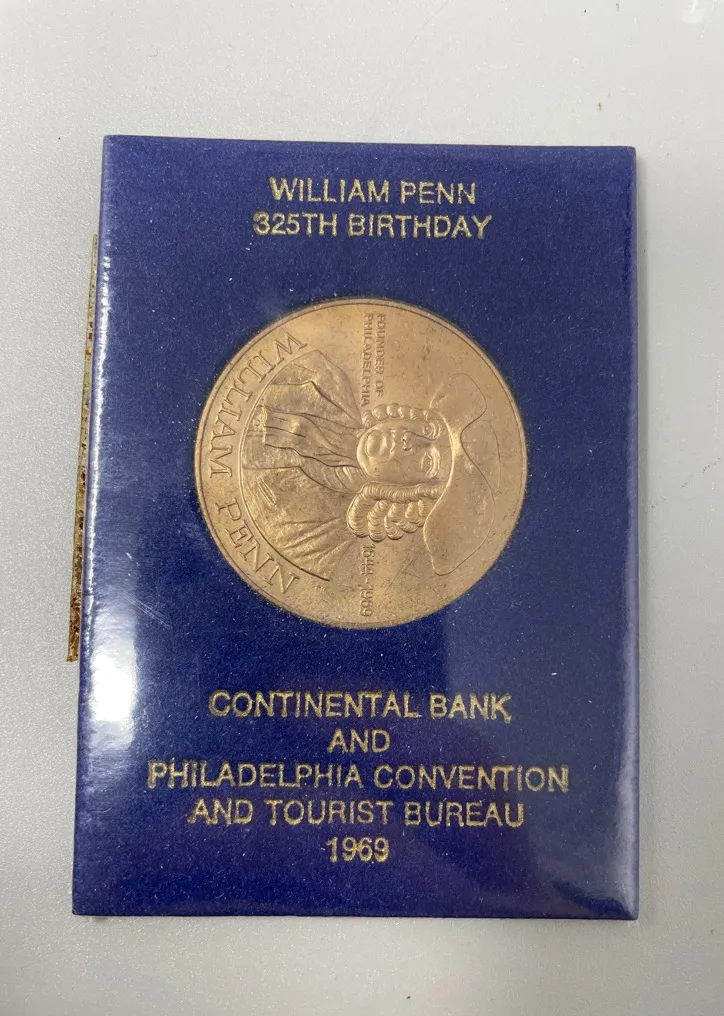 WILLIAM PENN
325TH BIRTHDAY
FOUNDER OF
PHILADELPHIA
WILLIAM PENN
1644-1969
CONTINENTAL BANK
AND
PHILADELPHIA CONVENTION
AND TOURIST BUREAU
1969